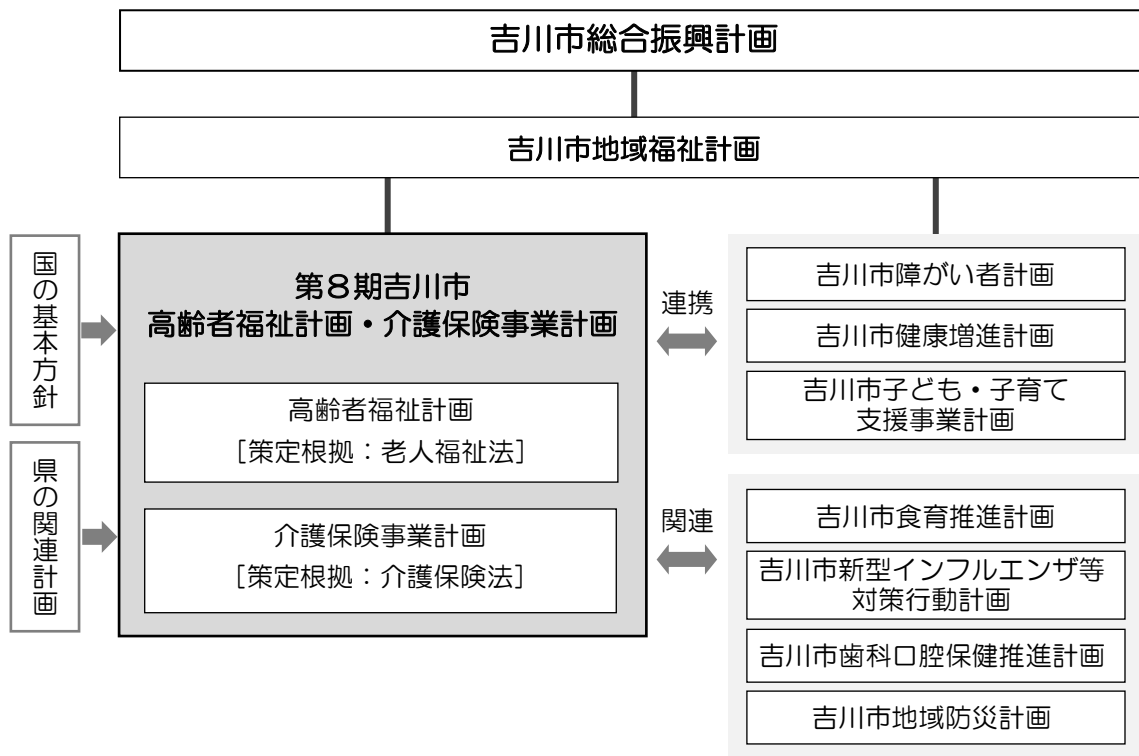 吉川市総合振興計画
吉川市地域福祉計画
国の基本方針
県の関連計画
第8期吉川市
高齢者福祉計画・介護保険事業計画
高齢者福祉計画
[策定根拠：老人福祉法]
介護保険事業計画
[策定根拠：介護保険法]
連携
関連
吉川市障がい者計画
吉川市健康増進計画
吉川市子ども・子育て
支援事業計画
吉川市食育推進計画
吉川市新型インフルエンザ等
対策行動計画
吉川市歯科口腔保健推進計画
吉川市地域防災計画